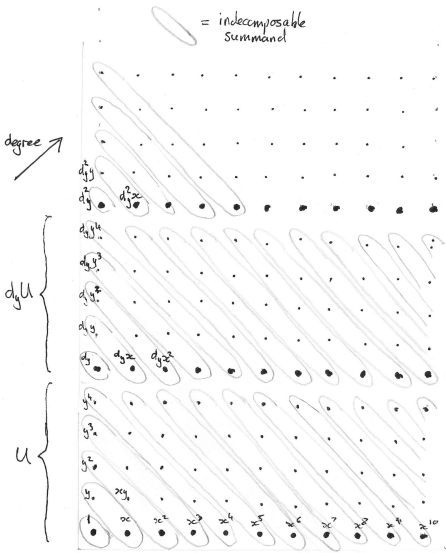 = indecomposable
summand
degree
d_y^2 y
d_y^2 d_y^2 x
d_y y^4
d_y y^3
d_y U
d_y y^2
d_y y
d_y d_y x d_y x^2
y^4
y^3
U
y^2
y xy
1 x x^2 x^3 x^4 x^5 x^6 x^7 x^8 x^9 x^10